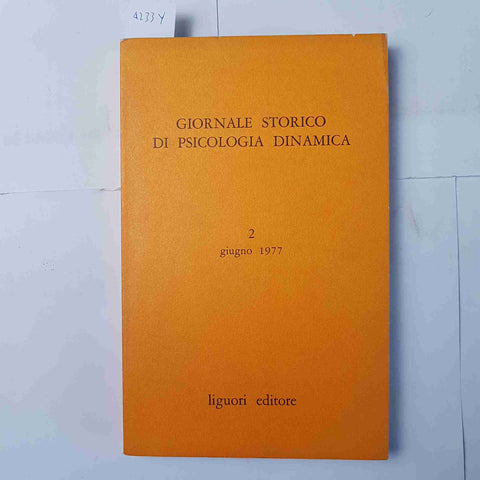 4233 Y
GIORNALE STORICO
DI PSICOLOGIA DINAMICA
2
giugno 1977
liguori editore